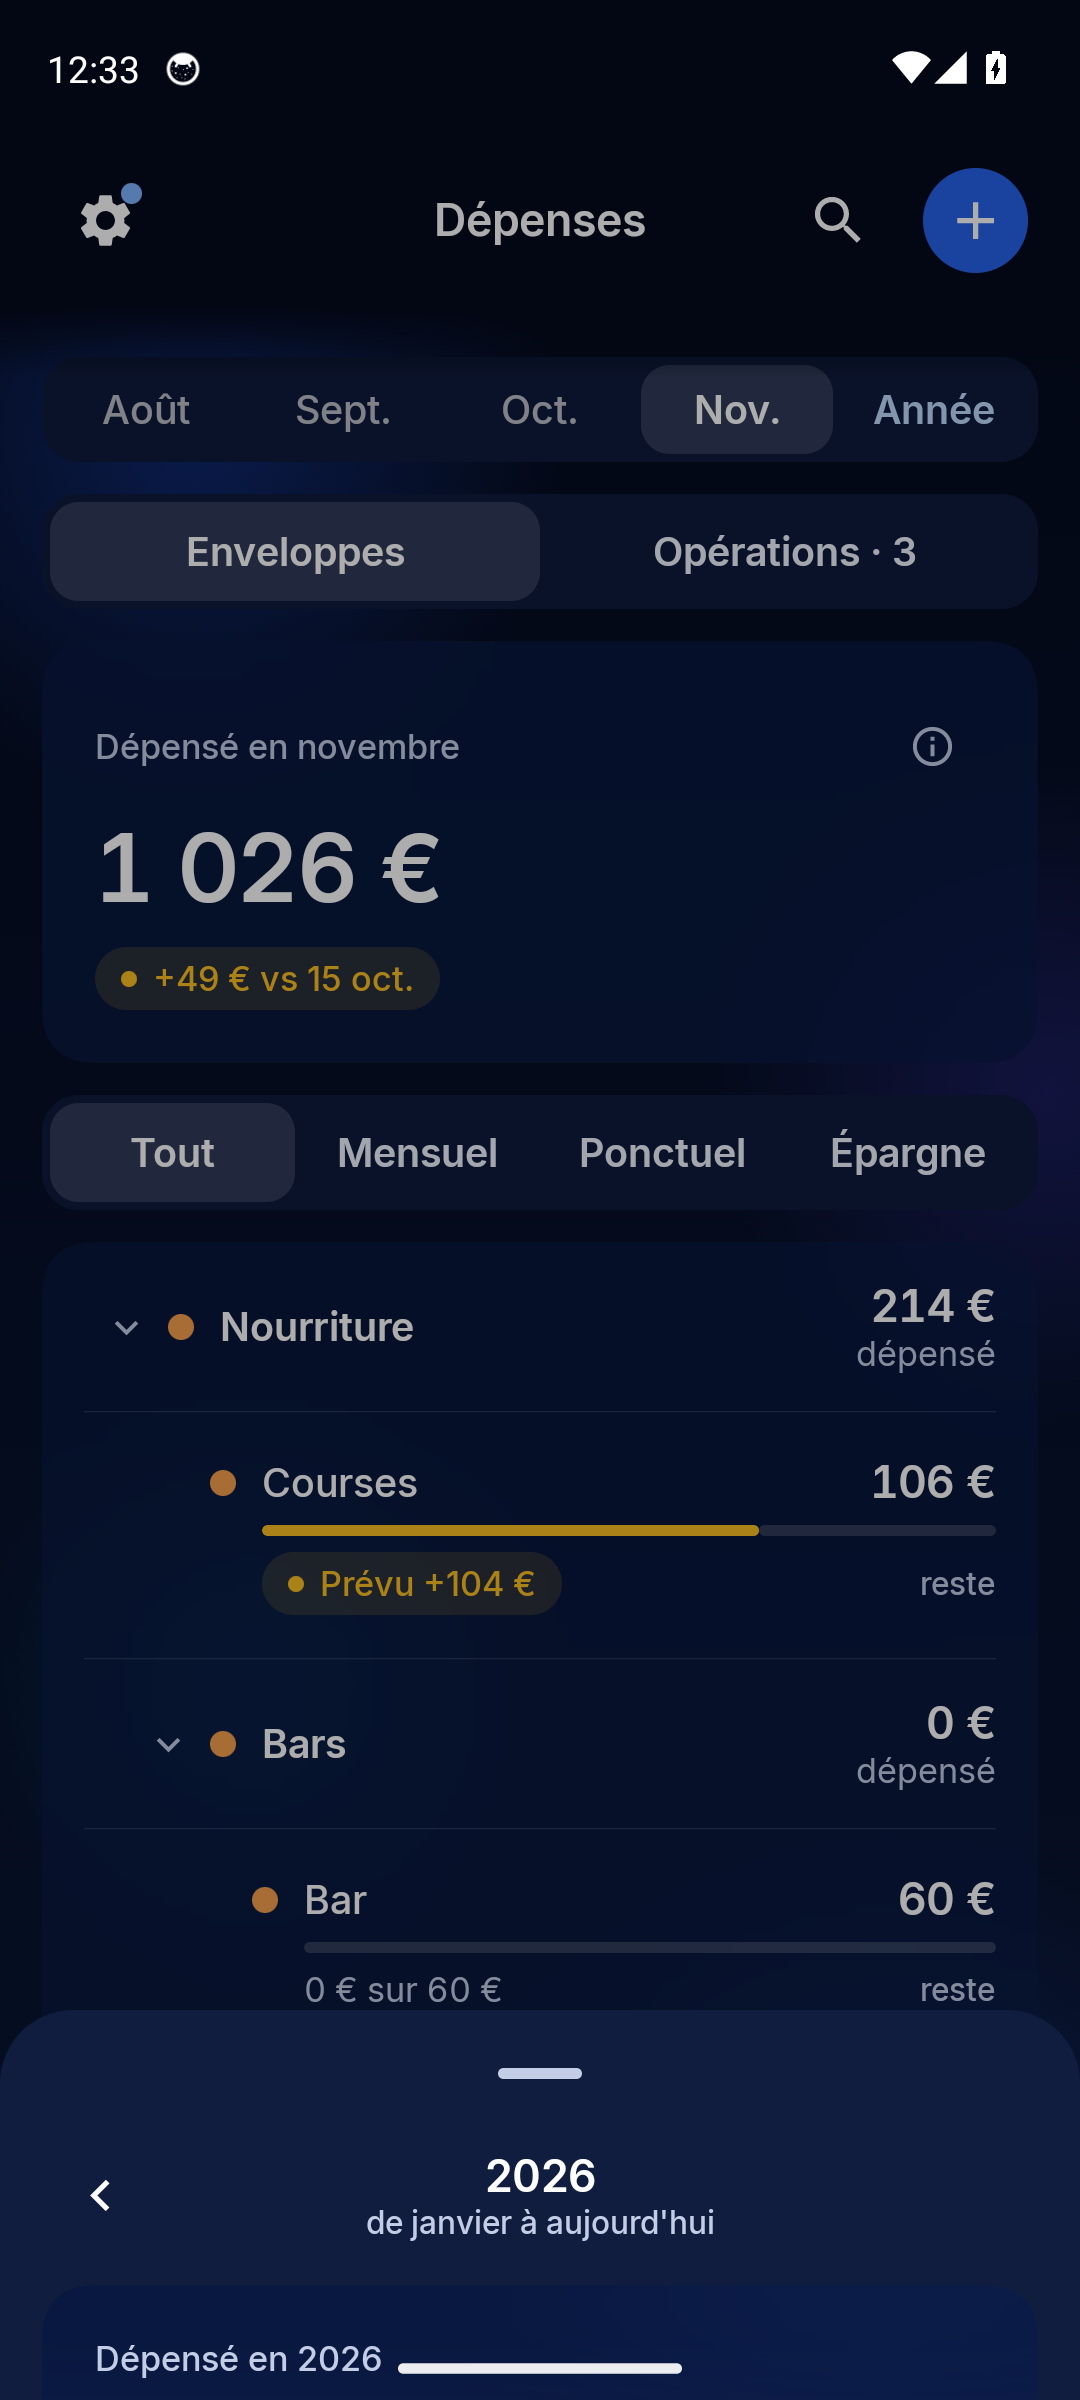 12:33
Dépenses
Août Sept. Oct. Nov. Année
Enveloppes Opérations · 3
Dépensé en novembre
1 026 €
+49 € vs 15 oct.
Tout Mensuel Ponctuel Épargne
Nourriture 214 €
dépensé
Courses 106 €
Prévu +104 € reste
Bars 0 €
dépensé
Bar 60 €
0 € sur 60 € reste
2026
de janvier à aujourd'hui
Dépensé en 2026